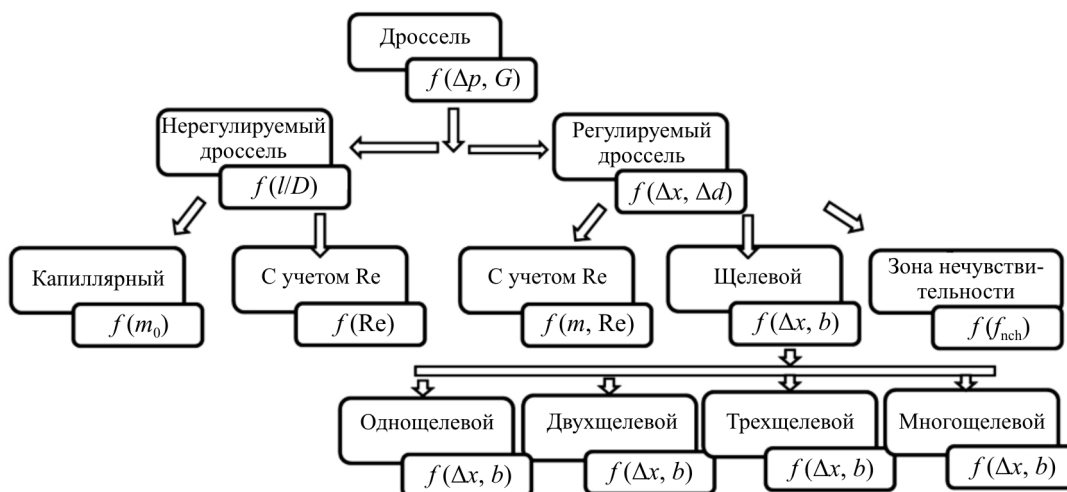 Дроссель
f(Δp, G)
Нерегулируемый
дроссель
f(l/D)
Регулируемый
дроссель
f(Δx, Δd)
Капиллярный
f(m₀)
С учетом Re
f(Re)
С учетом Re
f(m, Re)
Щелевой
f(Δx, b)
Зона нечувстви-
тельности
f(f_nch)
Однощелевой
f(Δx, b)
Двухщелевой
f(Δx, b)
Трехщелевой
f(Δx, b)
Многощелевой
f(Δx, b)